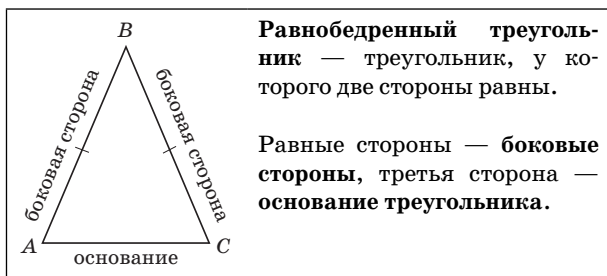 B
боковая сторона
боковая сторона
A
C
основание
Равнобедренный треуголь-
ник — треугольник, у ко-
торого две стороны равны.
Равные стороны — боковые
стороны, третья сторона —
основание треугольника.